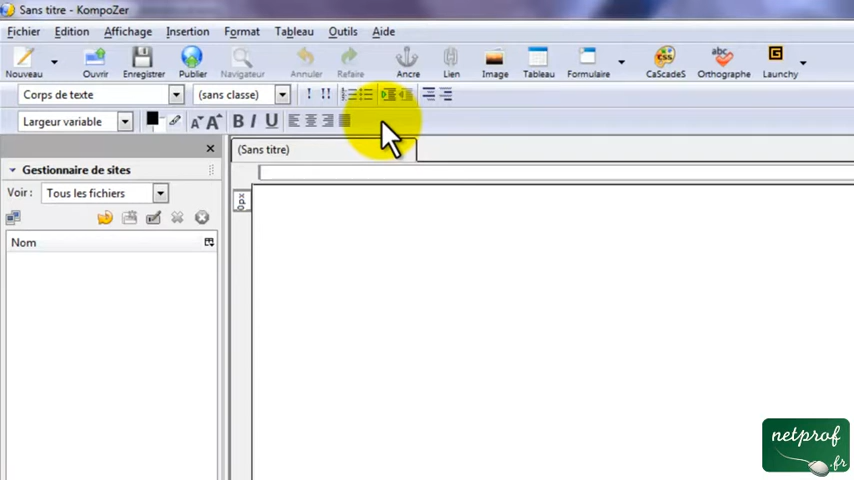 Sans titre - KompoZer
Fichier Edition Affichage Insertion Format Tableau Outils Aide
Nouveau Ouvrir Enregistrer Publier Navigateur Annuler Refaire Ancre Lien Image Tableau Formulaire CaScadeS Orthographe Launchy
Corps de texte (sans classe) ! !!
Largeur variable A A B I U
(Sans titre)
Gestionnaire de sites
Voir : Tous les fichiers
0px
Nom
netprof
.fr